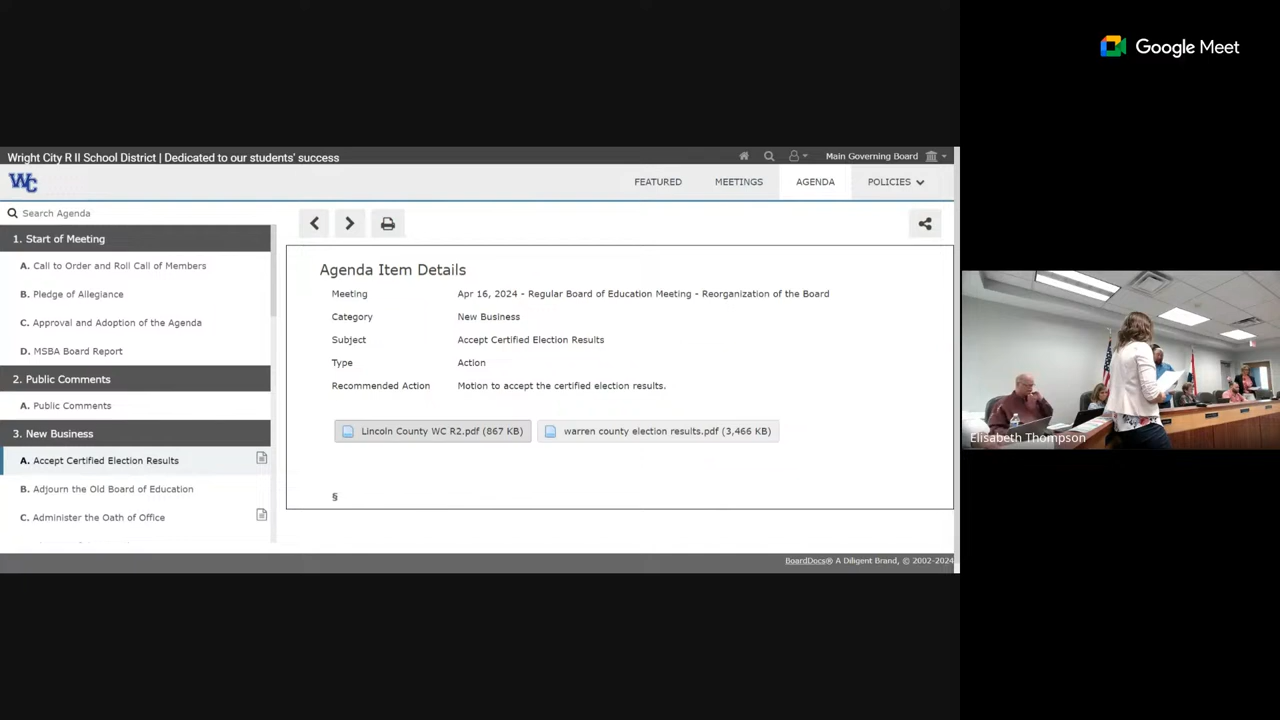 Google Meet
Wright City R II School District | Dedicated to our students' success
Main Governing Board
WC
FEATURED
MEETINGS
AGENDA
POLICIES
Search Agenda
1. Start of Meeting
A. Call to Order and Roll Call of Members
B. Pledge of Allegiance
C. Approval and Adoption of the Agenda
D. MSBA Board Report
2. Public Comments
A. Public Comments
3. New Business
A. Accept Certified Election Results
B. Adjourn the Old Board of Education
C. Administer the Oath of Office
Agenda Item Details
Meeting Apr 16, 2024 - Regular Board of Education Meeting - Reorganization of the Board
Category New Business
Subject Accept Certified Election Results
Type Action
Recommended Action Motion to accept the certified election results.
Lincoln County WC R2.pdf (867 KB)
warren county election results.pdf (3,466 KB)
§
BoardDocs® A Diligent Brand, © 2002-2024
Elisabeth Thompson